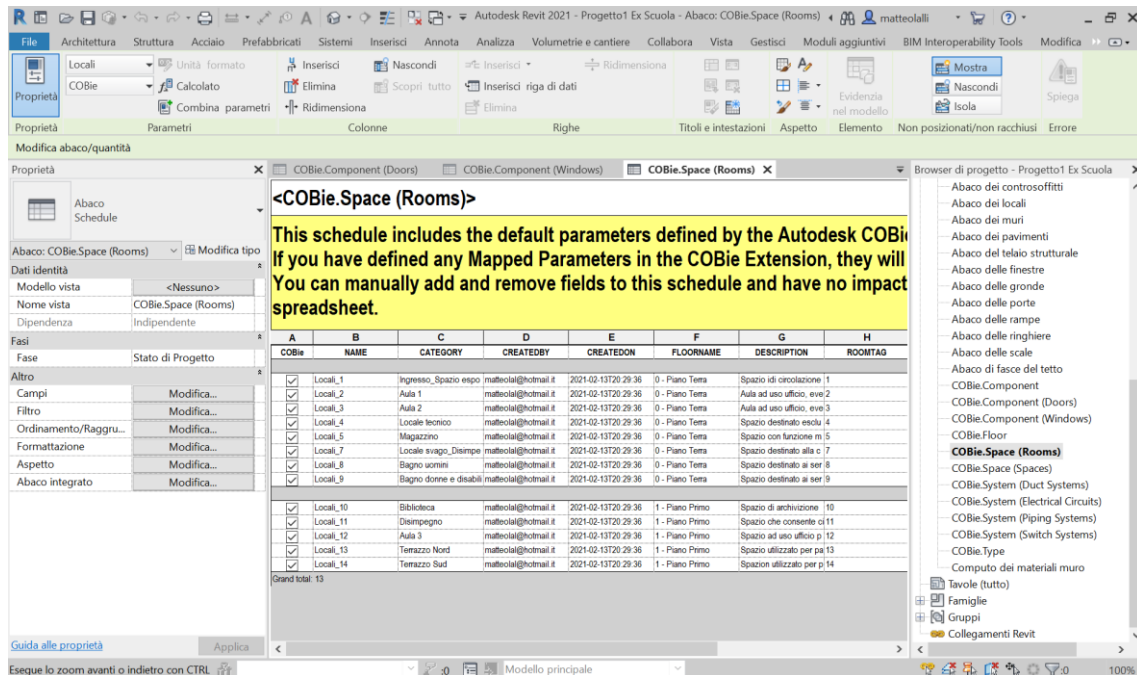 Autodesk Revit 2021 - Progetto1 Ex Scuola - Abaco: COBie.Space (Rooms)
matteolalli
File Architettura Struttura Acciaio Prefabbricati Sistemi Inserisci Annota Analizza Volumetrie e cantiere Collabora Vista Gestisci Moduli aggiuntivi BIM Interoperability Tools Modifica
Proprietà
Locali
COBie
Unità formato
Calcolato
Combina parametri
Inserisci
Elimina
Ridimensiona
Nascondi
Scopri tutto
Inserisci
Inserisci riga di dati
Elimina
Ridimensiona
Evidenzia
nel modello
Mostra
Nascondi
Isola
Spiega
Proprietà Parametri Colonne Righe Titoli e intestazioni Aspetto Elemento Non posizionati/non racchiusi Errore
Modifica abaco/quantità
Proprietà
Abaco
Schedule
Abaco: COBie.Space (Rooms) Modifica tipo
Dati identità
Modello vista <Nessuno>
Nome vista COBie.Space (Rooms)
Dipendenza Indipendente
Fasi
Fase Stato di Progetto
Altro
Campi Modifica...
Filtro Modifica...
Ordinamento/Raggru... Modifica...
Formattazione Modifica...
Aspetto Modifica...
Abaco integrato Modifica...
Guida alle proprietà Applica
COBie.Component (Doors) COBie.Component (Windows) COBie.Space (Rooms)
<COBie.Space (Rooms)>
This schedule includes the default parameters defined by the Autodesk COBi
If you have defined any Mapped Parameters in the COBie Extension, they will
You can manually add and remove fields to this schedule and have no impact
spreadsheet.
A B C D E F G H
COBie NAME CATEGORY CREATEDBY CREATEDON FLOORNAME DESCRIPTION ROOMTAG
Locali_1 Ingresso_Spazio espo matteolal@hotmail.it 2021-02-13T20:29:36 0 - Piano Terra Spazio idi circolazione 1
Locali_2 Aula 1 matteolal@hotmail.it 2021-02-13T20:29:36 0 - Piano Terra Aula ad uso ufficio, eve 2
Locali_3 Aula 2 matteolal@hotmail.it 2021-02-13T20:29:36 0 - Piano Terra Aula ad uso ufficio, eve 3
Locali_4 Locale tecnico matteolal@hotmail.it 2021-02-13T20:29:36 0 - Piano Terra Spazio destinato esclu 4
Locali_5 Magazzino matteolal@hotmail.it 2021-02-13T20:29:36 0 - Piano Terra Spazio con funzione m 5
Locali_7 Locale svago_Disimpe matteolal@hotmail.it 2021-02-13T20:29:36 0 - Piano Terra Spazio destinato alla c 7
Locali_8 Bagno uomini matteolal@hotmail.it 2021-02-13T20:29:36 0 - Piano Terra Spazio destinato ai ser 8
Locali_9 Bagno donne e disabili matteolal@hotmail.it 2021-02-13T20:29:36 0 - Piano Terra Spazio destinato ai ser 9
Locali_10 Biblioteca matteolal@hotmail.it 2021-02-13T20:29:36 1 - Piano Primo Spazio di archivizione 10
Locali_11 Disimpegno matteolal@hotmail.it 2021-02-13T20:29:36 1 - Piano Primo Spazio che consente ci 11
Locali_12 Aula 3 matteolal@hotmail.it 2021-02-13T20:29:36 1 - Piano Primo Spazio ad uso ufficio p 12
Locali_13 Terrazzo Nord matteolal@hotmail.it 2021-02-13T20:29:36 1 - Piano Primo Spazio utilizzato per pa 13
Locali_14 Terrazzo Sud matteolal@hotmail.it 2021-02-13T20:29:36 1 - Piano Primo Spazion utilizzato per p 14
Grand total: 13
Browser di progetto - Progetto1 Ex Scuola
Abaco dei controsoffitti
Abaco dei locali
Abaco dei muri
Abaco dei pavimenti
Abaco del telaio strutturale
Abaco delle finestre
Abaco delle gronde
Abaco delle porte
Abaco delle rampe
Abaco delle ringhiere
Abaco delle scale
Abaco di fasce del tetto
COBie.Component
COBie.Component (Doors)
COBie.Component (Windows)
COBie.Floor
COBie.Space (Rooms)
COBie.Space (Spaces)
COBie.System (Duct Systems)
COBie.System (Electrical Circuits)
COBie.System (Piping Systems)
COBie.System (Switch Systems)
COBie.Type
Computo dei materiali muro
Tavole (tutto)
Famiglie
Gruppi
Collegamenti Revit
Esegue lo zoom avanti o indietro con CTRL :0 Modello principale :0 100%